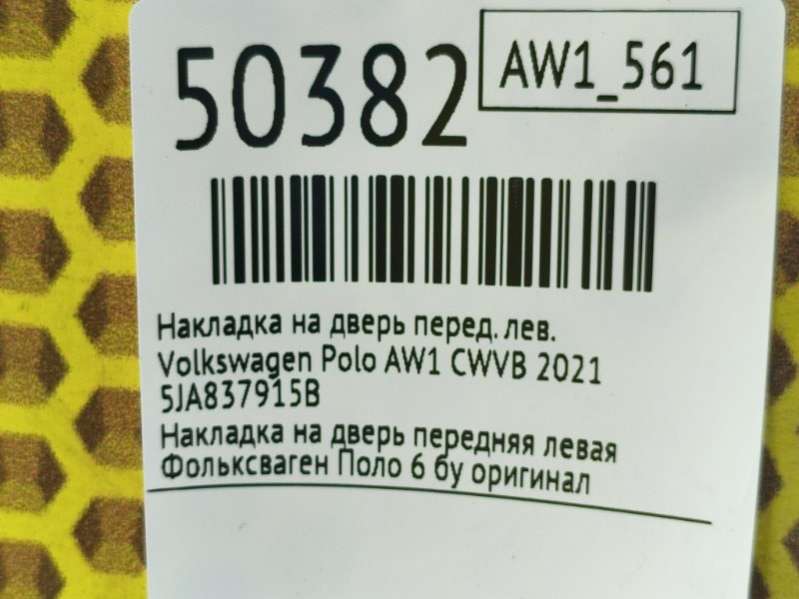 50382
AW1_561
Накладка на дверь перед. лев.
Volkswagen Polo AW1 CWVB 2021
5JA837915B
Накладка на дверь передняя левая
Фольксваген Поло 6 бу оригинал